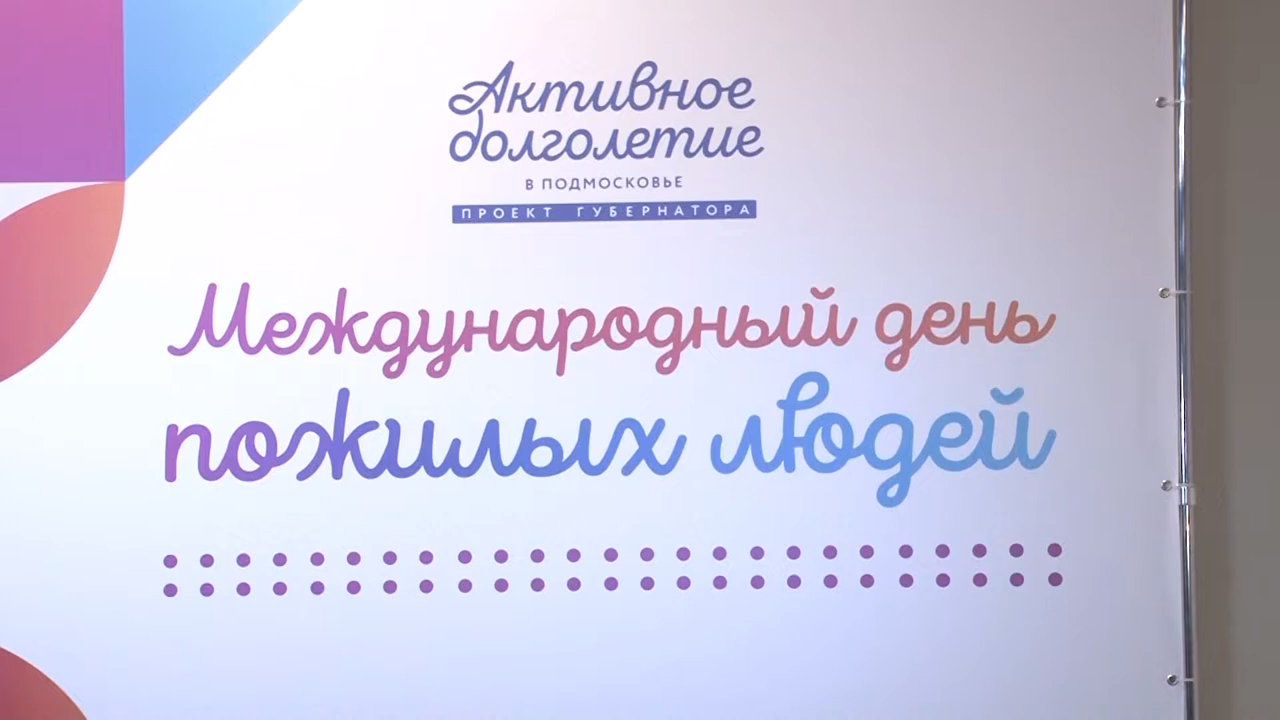 Активное
долголетие
В ПОДМОСКОВЬЕ
ПРОЕКТ ГУБЕРНАТОРА
Международный день
пожилых людей